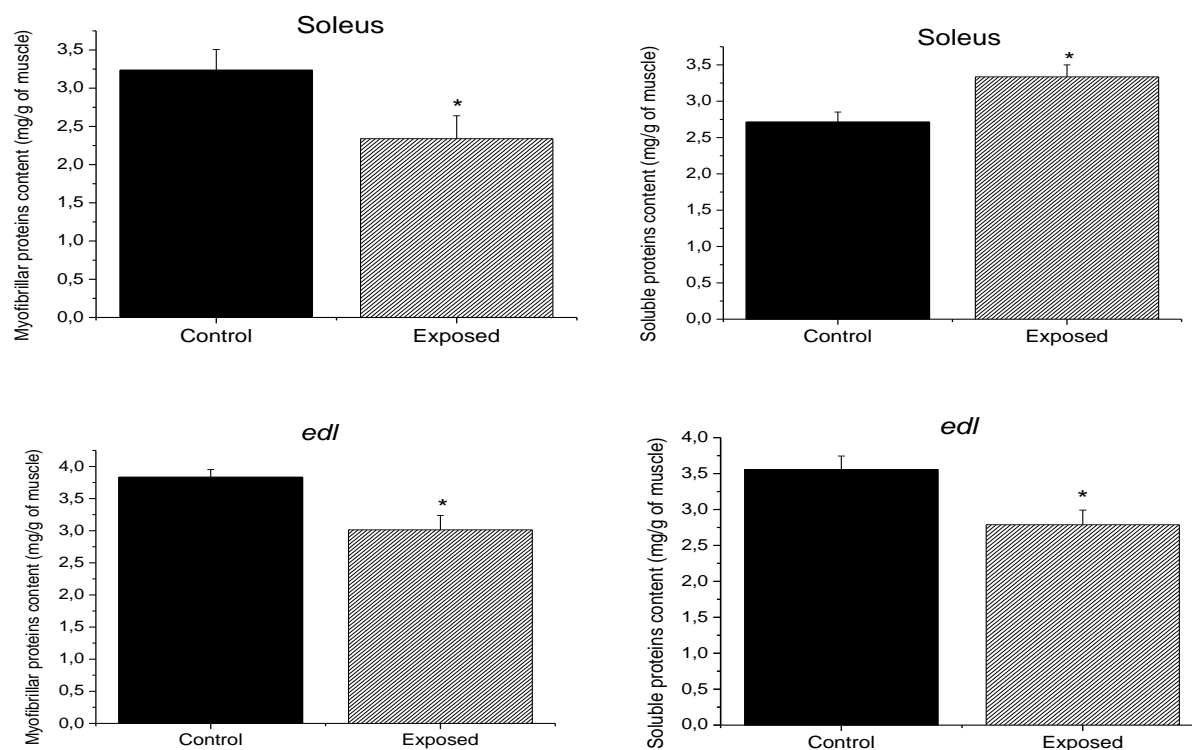 Soleus
Myofibrillar proteins content (mg/g of muscle)
3,5
3,0
2,5
2,0
1,5
1,0
0,5
0,0
*
Control
Exposed
Soleus
Soluble proteins content (mg/g of muscle)
3,5
3,0
2,5
2,0
1,5
1,0
0,5
0,0
*
Control
Exposed
edl
Myofibrillar proteins content (mg/g of muscle)
4,0
3,5
3,0
2,5
2,0
1,5
1,0
0,5
0,0
*
Control
Exposed
edl
Soluble proteins content (mg/g of muscle)
4,0
3,5
3,0
2,5
2,0
1,5
1,0
0,5
0,0
*
Control
Exposed